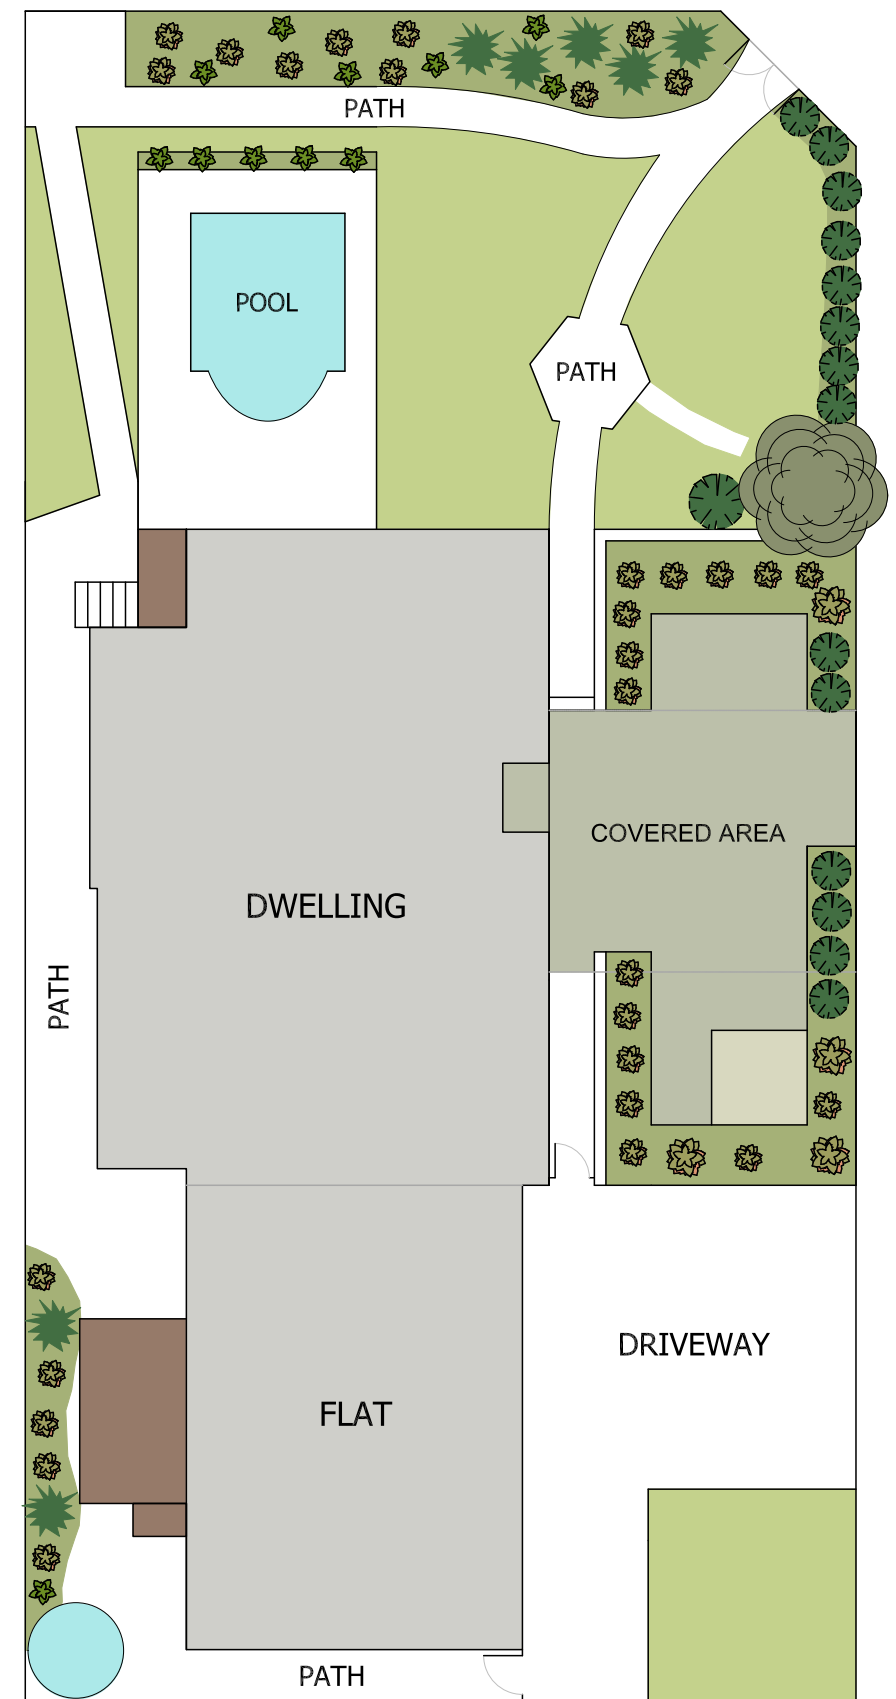 PATH
POOL
PATH
COVERED AREA
DWELLING
PATH
DRIVEWAY
FLAT
PATH